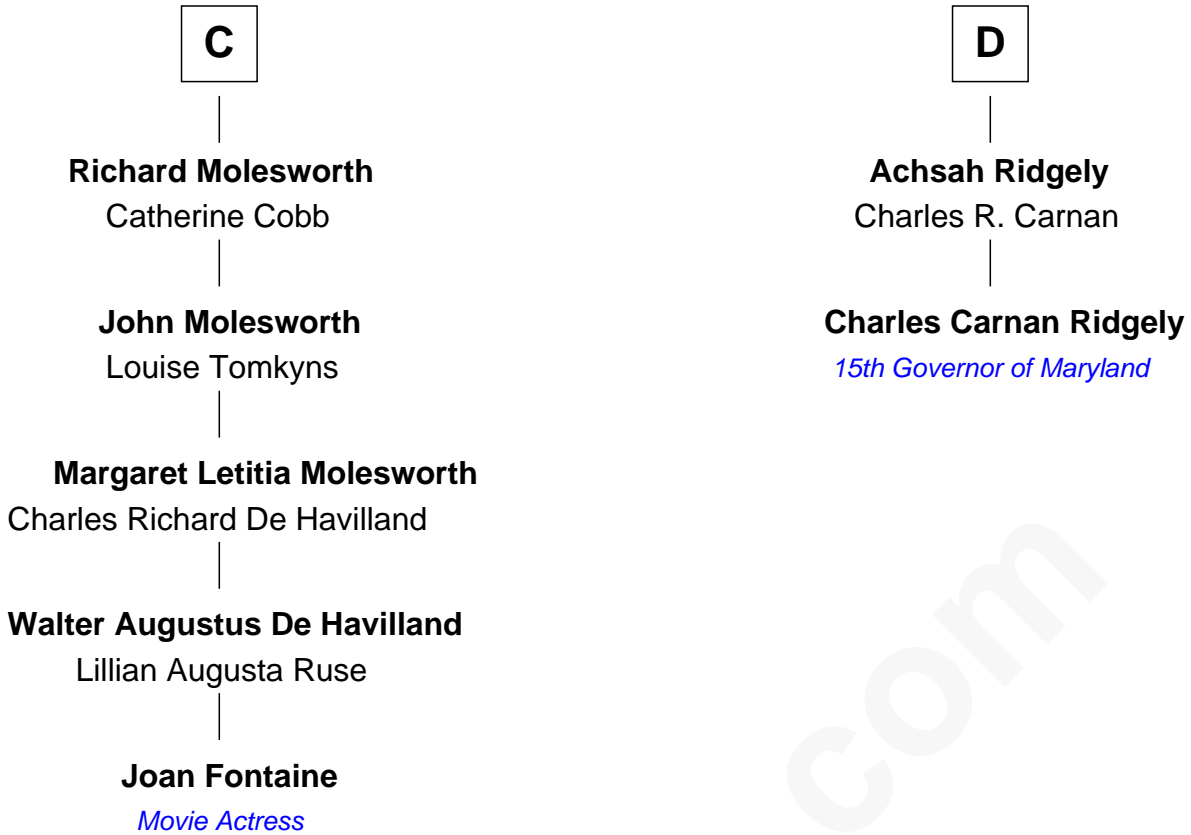 C
Richard Molesworth
Catherine Cobb
John Molesworth
Louise Tomkyns
Margaret Letitia Molesworth
Charles Richard De Havilland
Walter Augustus De Havilland
Lillian Augusta Ruse
Joan Fontaine
Movie Actress
D
Achsah Ridgely
Charles R. Carnan
Charles Carnan Ridgely
15th Governor of Maryland
com